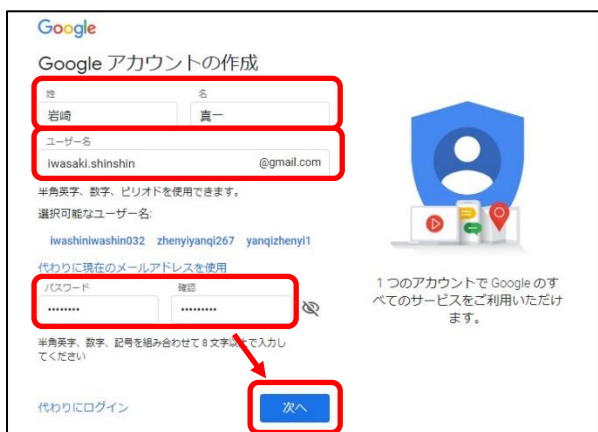 Google
Google アカウントの作成
姓 名
岩崎 真一
ユーザー名
iwasaki.shinshin @gmail.com
半角英字、数字、ピリオドを使用できます。
選択可能なユーザー名:
iwashiniwashin032 zhenyiyanqi267 yanqizhenyi1
代わりに現在のメールアドレスを使用
パスワード 確認
•••••••• •••••••••
半角英字、数字、記号を組み合わせて 8 文字以上で入力し
てください
代わりにログイン 次へ
1 つのアカウントで Google のす
べてのサービスをご利用いただけ
ます。